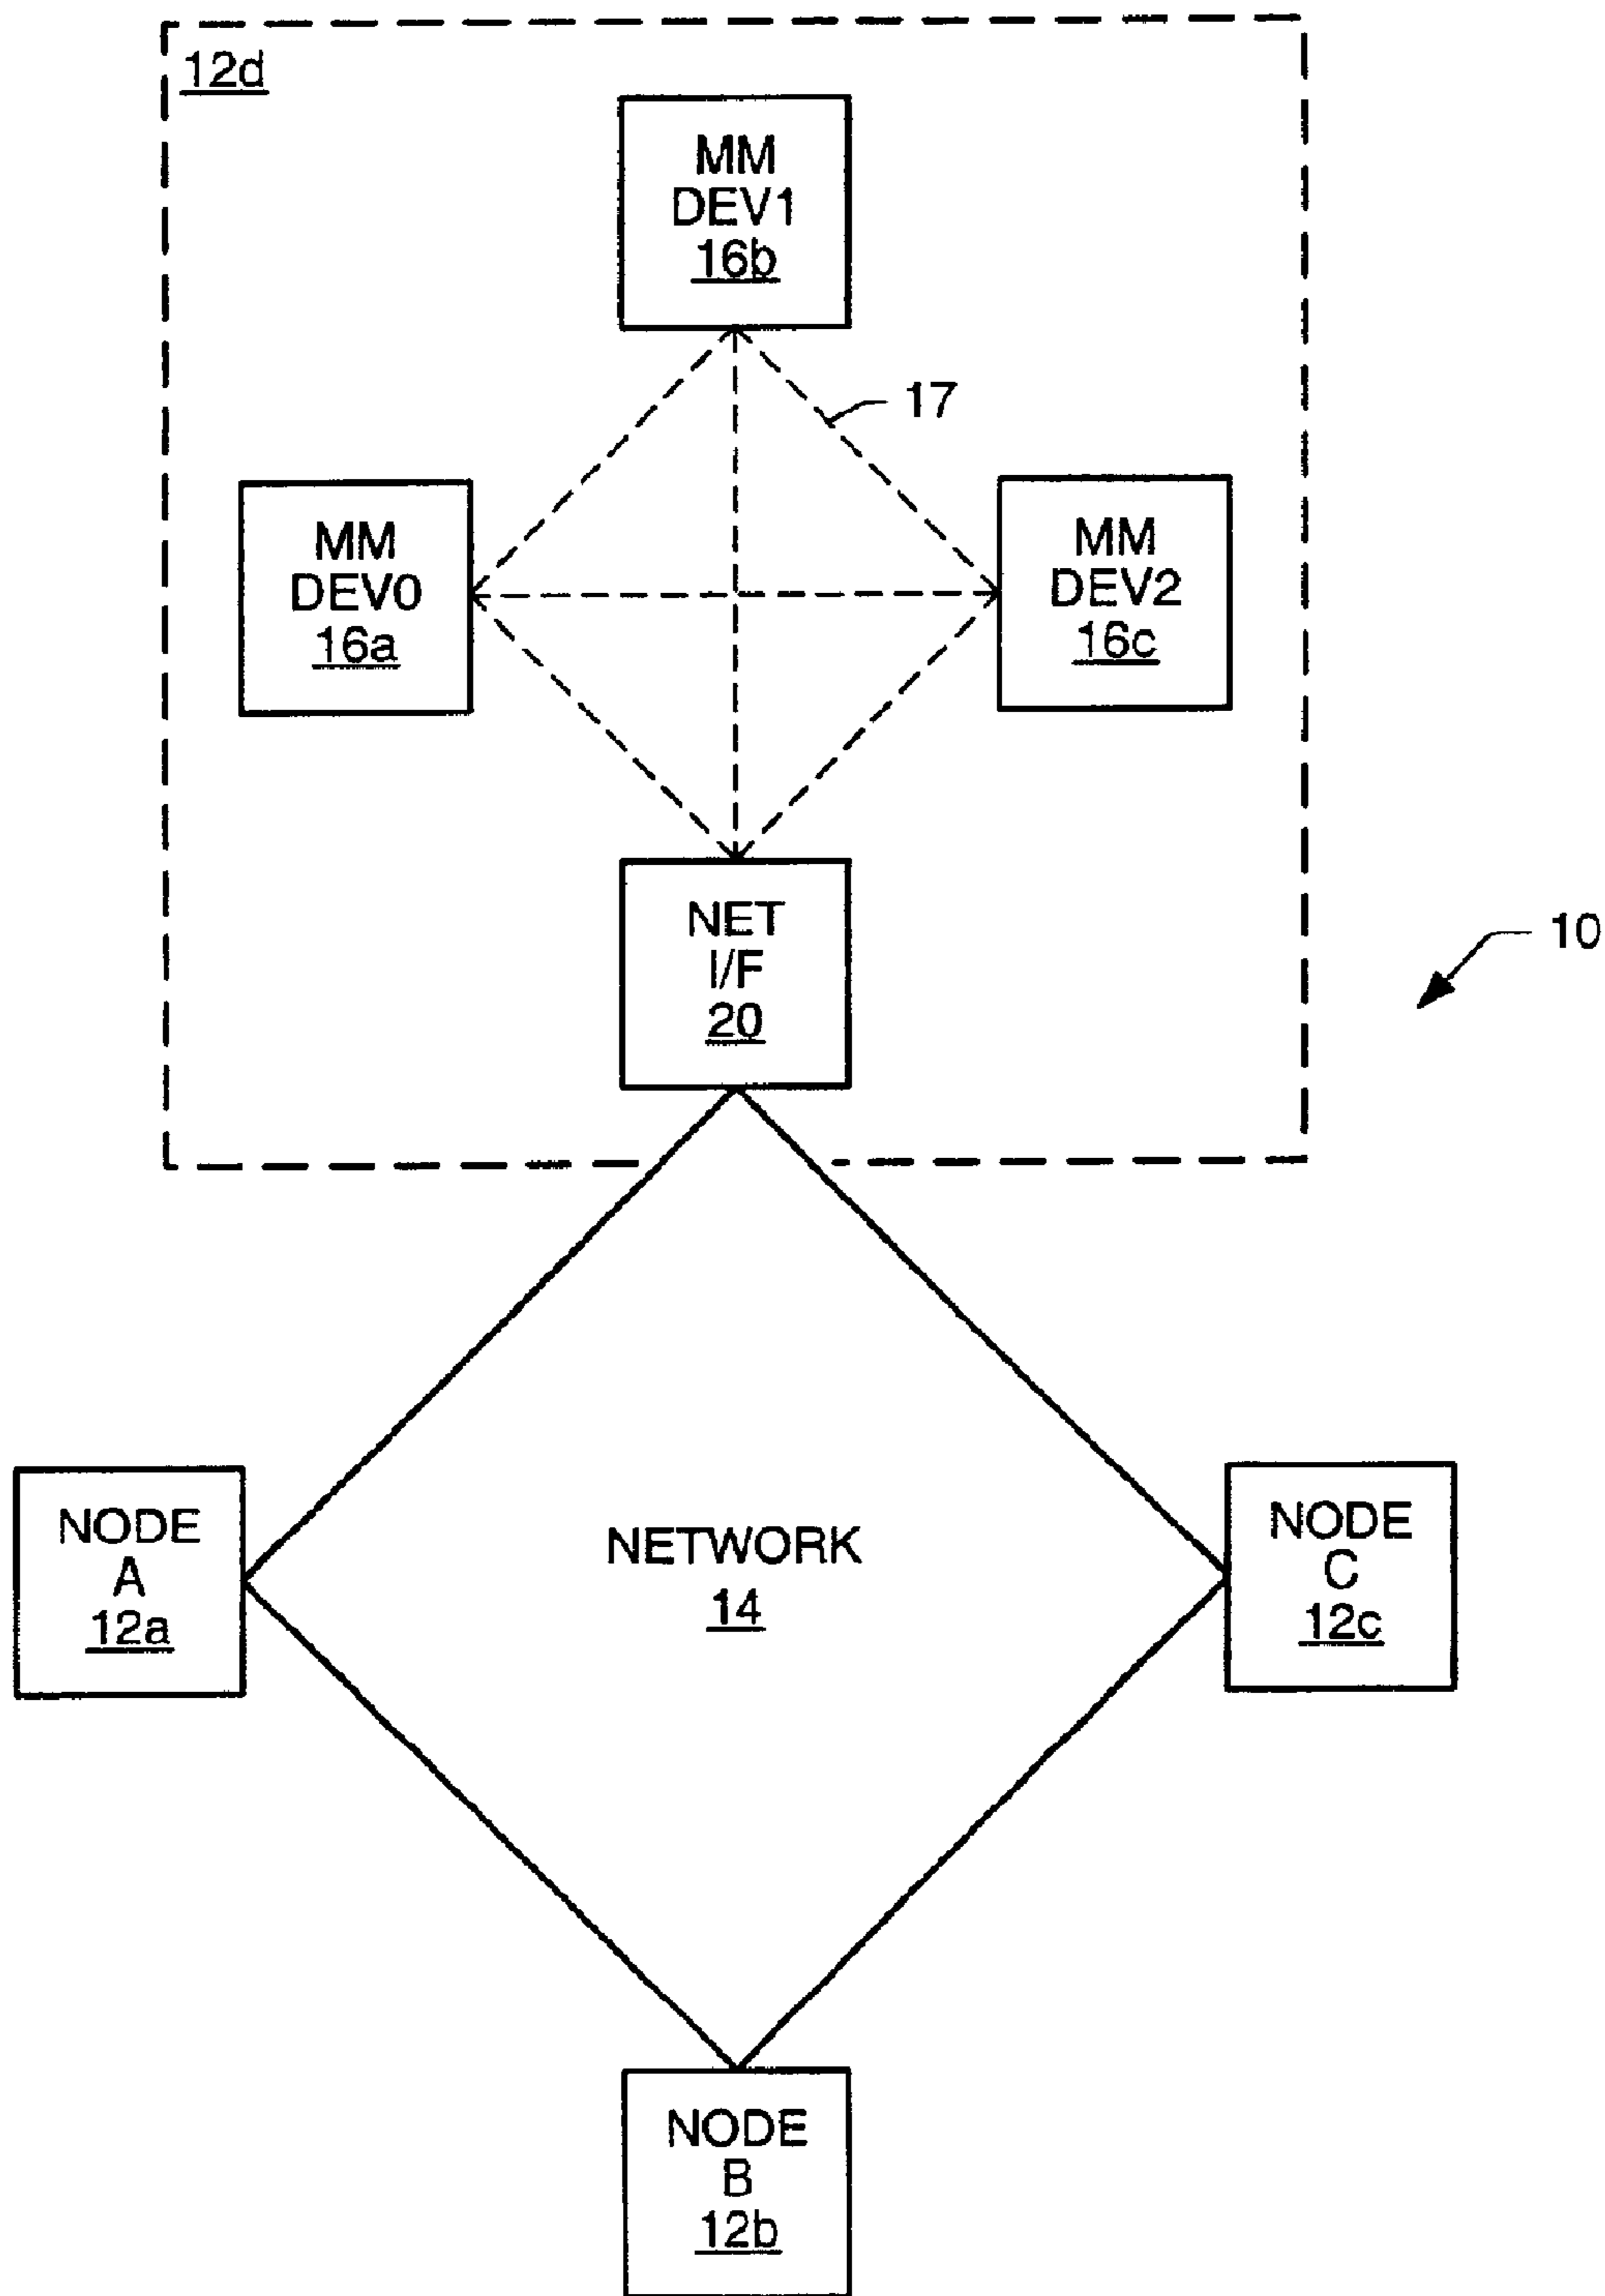 12d
MM
DEV1
16b
17
MM
DEV0
16a
MM
DEV2
16c
NET
I/F
20
10
NODE
A
12a
NETWORK
14
NODE
C
12c
NODE
B
12b